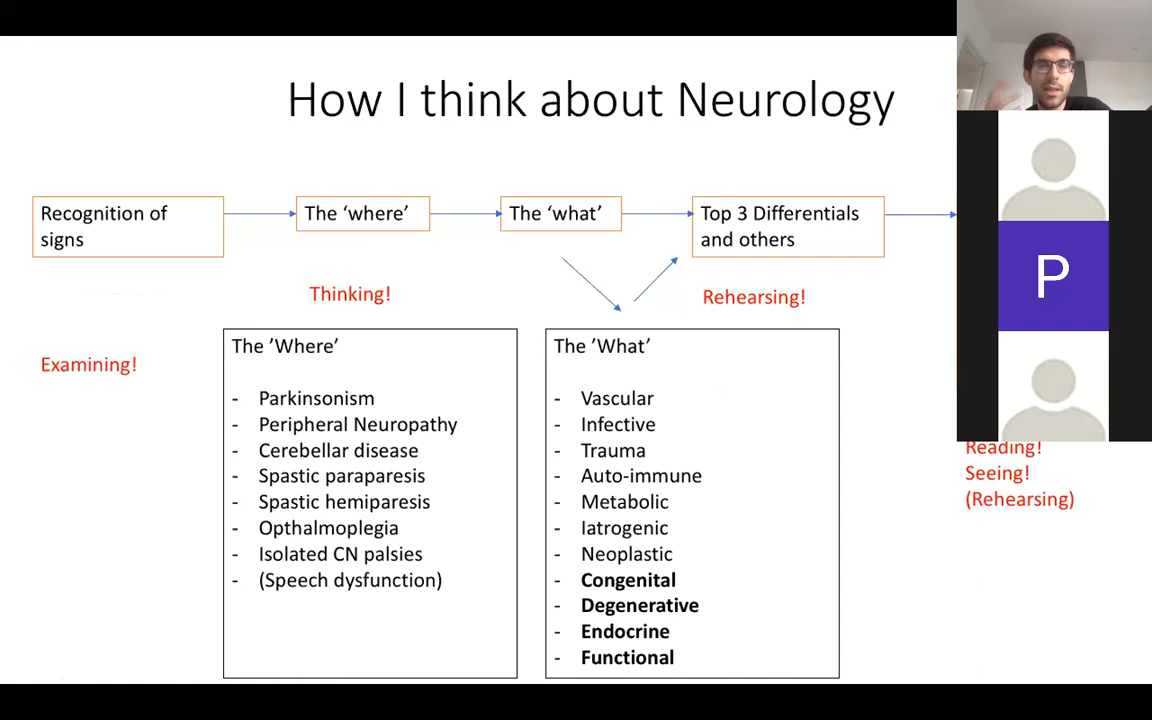 How I think about Neurology
Recognition of
signs
The ‘where’
The ‘what’
Top 3 Differentials
and others
Thinking!
Rehearsing!
Examining!
The ’Where’
- Parkinsonism
- Peripheral Neuropathy
- Cerebellar disease
- Spastic paraparesis
- Spastic hemiparesis
- Opthalmoplegia
- Isolated CN palsies
- (Speech dysfunction)
The ’What’
- Vascular
- Infective
- Trauma
- Auto-immune
- Metabolic
- Iatrogenic
- Neoplastic
- Congenital
- Degenerative
- Endocrine
- Functional
P
Reading!
Seeing!
(Rehearsing)